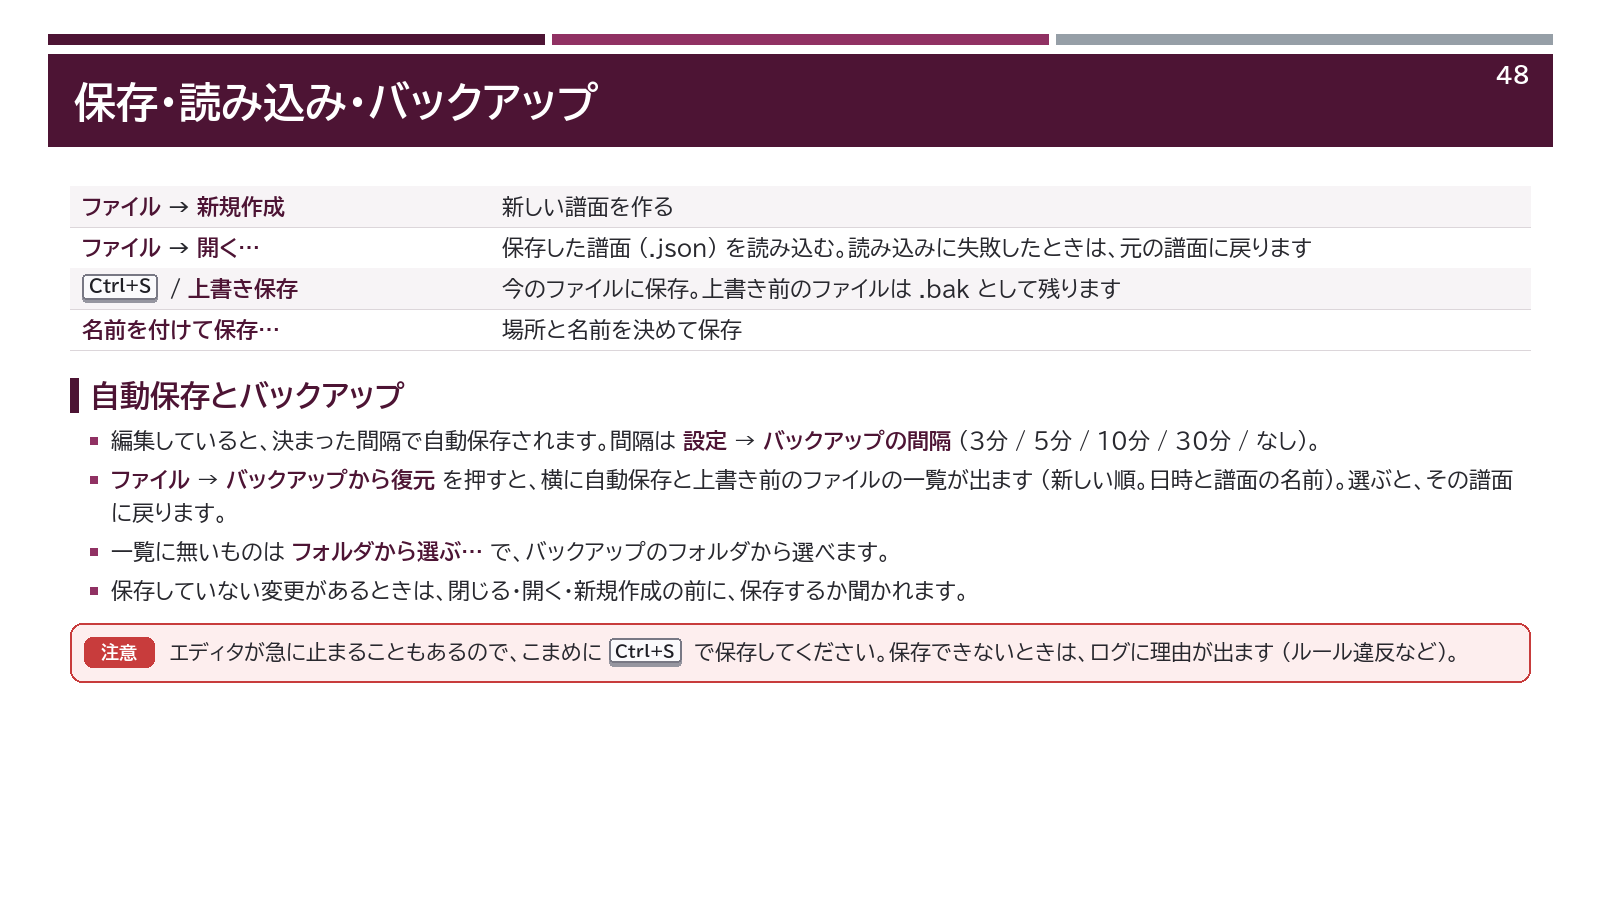 保存・読み込み・バックアップ
48
ファイル → 新規作成 新しい譜面を作る
ファイル → 開く… 保存した譜面（.json）を読み込む。読み込みに失敗したときは、元の譜面に戻ります
Ctrl+S / 上書き保存 今のファイルに保存。上書き前のファイルは .bak として残ります
名前を付けて保存… 場所と名前を決めて保存
自動保存とバックアップ
編集していると、決まった間隔で自動保存されます。間隔は 設定 → バックアップの間隔（3分 / 5分 / 10分 / 30分 / なし）。
ファイル → バックアップから復元 を押すと、横に自動保存と上書き前のファイルの一覧が出ます（新しい順。日時と譜面の名前）。選ぶと、その譜面
に戻ります。
一覧に無いものは フォルダから選ぶ… で、バックアップのフォルダから選べます。
保存していない変更があるときは、閉じる・開く・新規作成の前に、保存するか聞かれます。
注意 エディタが急に止まることもあるので、こまめに Ctrl+S で保存してください。保存できないときは、ログに理由が出ます（ルール違反など）。